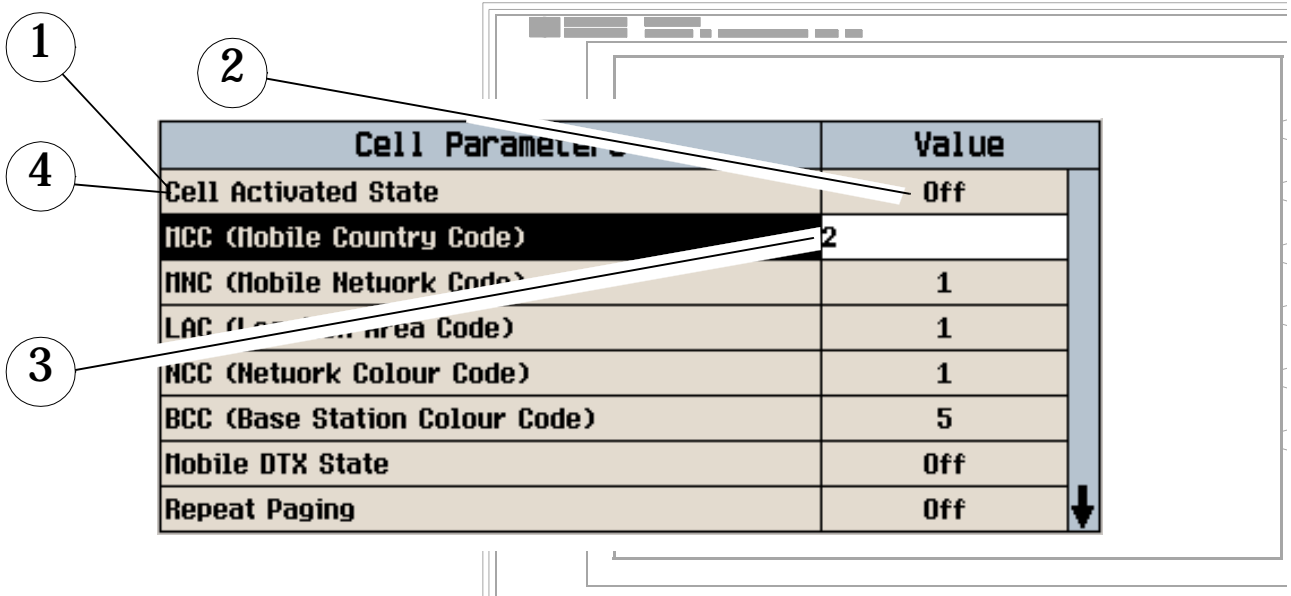 1
2
Cell Parameters Value
4
Cell Activated State Off
MCC (Mobile Country Code) 2
MNC (Mobile Network Code) 1
LAC (Location Area Code) 1
3
NCC (Network Colour Code) 1
BCC (Base Station Colour Code) 5
Mobile DTX State Off
Repeat Paging Off